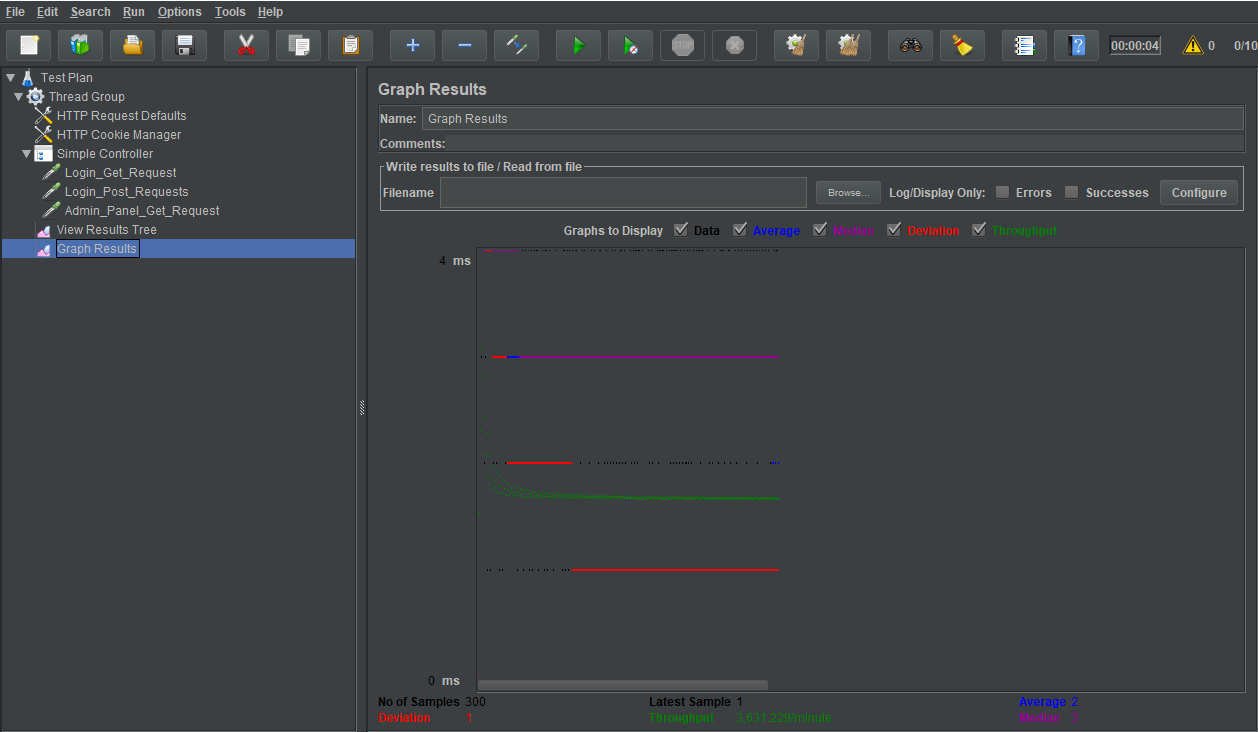 File Edit Search Run Options Tools Help
STOP 00:00:04 0 0/10
Test Plan
Thread Group
HTTP Request Defaults
HTTP Cookie Manager
Simple Controller
Login_Get_Request
Login_Post_Requests
Admin_Panel_Get_Request
View Results Tree
Graph Results
Graph Results
Name: Graph Results
Comments:
Write results to file / Read from file
Filename Browse... Log/Display Only: Errors Successes Configure
Graphs to Display Data Average Median Deviation Throughput
4 ms
0 ms
No of Samples 300 Latest Sample 1 Average 2
Deviation 1 Throughput 3,631.229/minute Median 3